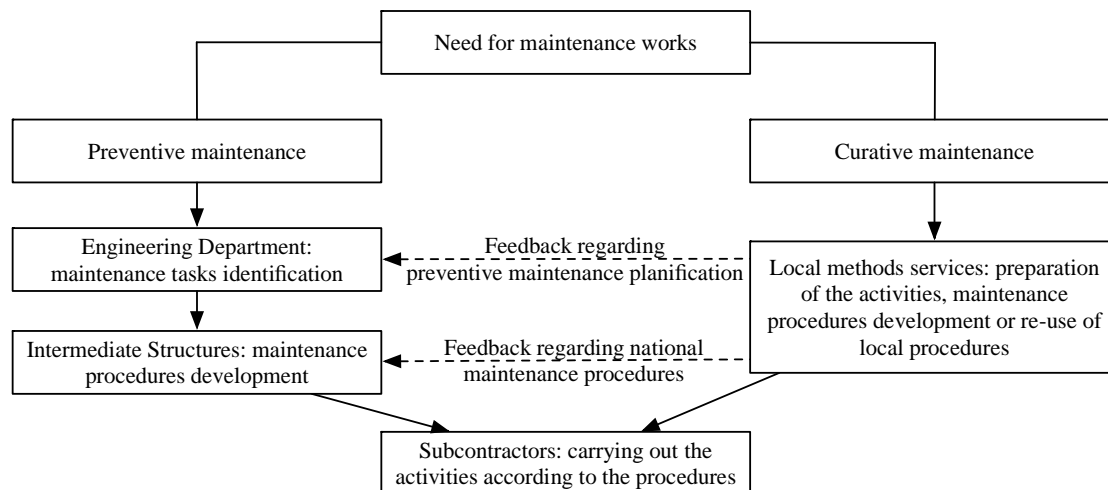 Need for maintenance works
Preventive maintenance
Curative maintenance
Engineering Department:
maintenance tasks identification
Feedback regarding
preventive maintenance planification
Local methods services: preparation
of the activities, maintenance
procedures development or re-use of
local procedures
Intermediate Structures: maintenance
procedures development
Feedback regarding national
maintenance procedures
Subcontractors: carrying out the
activities according to the procedures